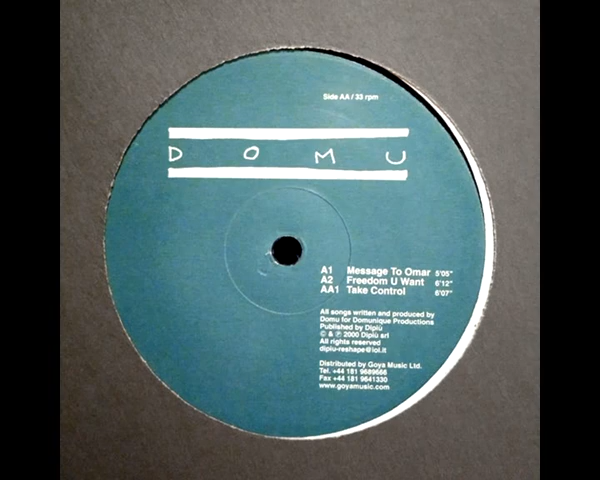 Side AA / 33 rpm
DOMU
A1 Message To Omar 5'05"
A2 Freedom U Want 6'12"
AA1 Take Control 6'07"
All songs written and produced by
Domu for Domunique Productions
Published by Dipiù
© & ℗ 2000 Dipiù srl
All rights reserved
dipiu-reshape@iol.it
Distributed by Goya Music Ltd.
Tel. +44 181 9689666
Fax +44 181 9641330
www.goyamusic.com